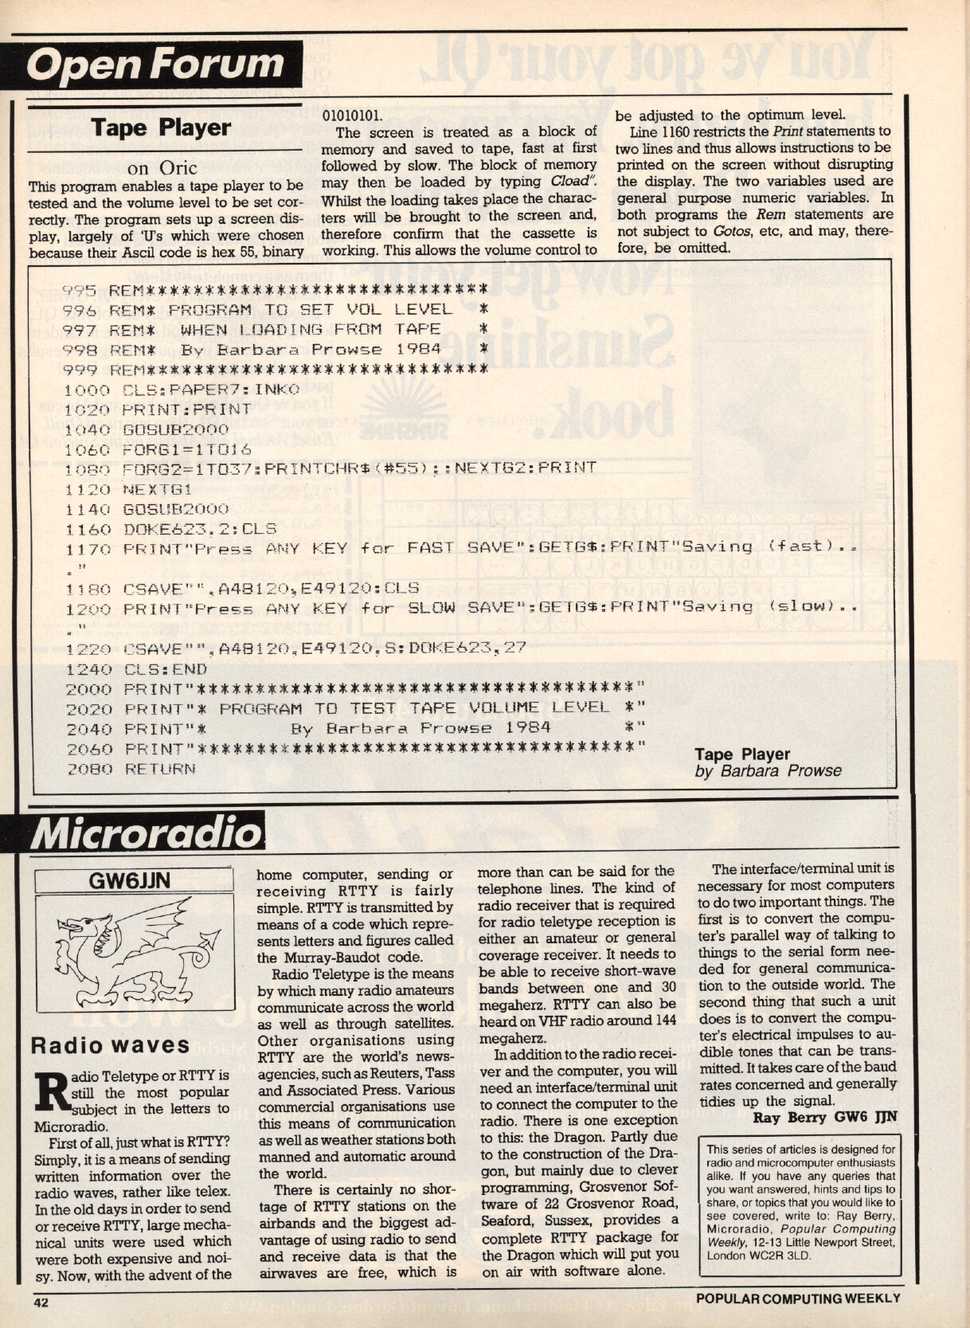 Open Forum
Tape Player
on Oric
This program enables a tape player to be
tested and the volume level to be set cor-
rectly. The program sets up a screen dis-
play, largely of 'U's which were chosen
because their Ascil code is hex 55, binary
01010101.
The screen is treated as a block of
memory and saved to tape, fast at first
followed by slow. The block of memory
may then be loaded by typing Cload".
Whilst the loading takes place the charac-
ters will be brought to the screen and,
therefore confirm that the cassette is
working. This allows the volume control to
be adjusted to the optimum level.
Line 1160 restricts the Print statements to
two lines and thus allows instructions to be
printed on the screen without disrupting
the display. The two variables used are
general purpose numeric variables. In
both programs the Rem statements are
not subject to Gotos, etc, and may, there-
fore, be omitted.
995 REM*****************************
996 REM* PROGRAM TO SET VOL LEVEL  *
997 REM*  WHEN LOADING FROM TAPE   *
998 REM*  By Barbara Prowse 1984   *
999 REM*****************************
1000 CLS:PAPER7:INK0
1020 PRINT:PRINT
1040 GOSUB2000
1060 FORG1=1TO16
1080 FORG2=1TO37:PRINTCHR$(#55);:NEXTG2:PRINT
1120 NEXTG1
1140 GOSUB2000
1160 DOKE623,2:CLS
1170 PRINT"Press ANY KEY for FAST SAVE":GETG$:PRINT"Saving (fast)..
."
1180 CSAVE"",A48120,E49120:CLS
1200 PRINT"Press ANY KEY for SLOW SAVE":GETG$:PRINT"Saving (slow)..
."
1220 CSAVE"",A48120,E49120,S:DOKE623,27
1240 CLS:END
2000 PRINT"*************************************"
2020 PRINT"* PROGRAM TO TEST TAPE VOLUME LEVEL *"
2040 PRINT"*       By Barbara Prowse 1984      *"
2060 PRINT"*************************************"
2080 RETURN
Tape Player
by Barbara Prowse
Microradio
GW6JJN
Radio waves
Radio Teletype or RTTY is
still the most popular
subject in the letters to
Microradio.
First of all, just what is RTTY?
Simply, it is a means of sending
written information over the
radio waves, rather like telex.
In the old days in order to send
or receive RTTY, large mecha-
nical units were used which
were both expensive and noi-
sy. Now, with the advent of the
home computer, sending or
receiving RTTY is fairly
simple. RTTY is transmitted by
means of a code which repre-
sents letters and figures called
the Murray-Baudot code.
Radio Teletype is the means
by which many radio amateurs
communicate across the world
as well as through satellites.
Other organisations using
RTTY are the world's news-
agencies, such as Reuters, Tass
and Associated Press. Various
commercial organisations use
this means of communication
as well as weather stations both
manned and automatic around
the world.
There is certainly no shor-
tage of RTTY stations on the
airbands and the biggest ad-
vantage of using radio to send
and receive data is that the
airwaves are free, which is
more than can be said for the
telephone lines. The kind of
radio receiver that is required
for radio teletype reception is
either an amateur or general
coverage receiver. It needs to
be able to receive short-wave
bands between one and 30
megaherz. RTTY can also be
heard on VHF radio around 144
megaherz.
In addition to the radio recei-
ver and the computer, you will
need an interface/terminal unit
to connect the computer to the
radio. There is one exception
to this: the Dragon. Partly due
to the construction of the Dra-
gon, but mainly due to clever
programming, Grosvenor Sof-
tware of 22 Grosvenor Road,
Seaford, Sussex, provides a
complete RTTY package for
the Dragon which will put you
on air with software alone.
The interface/terminal unit is
necessary for most computers
to do two important things. The
first is to convert the compu-
ter's parallel way of talking to
things to the serial form nee-
ded for general communica-
tion to the outside world. The
second thing that such a unit
does is to convert the compu-
ter's electrical impulses to au-
dible tones that can be trans-
mitted. It takes care of the baud
rates concerned and generally
tidies up the signal.
Ray Berry GW6 JJN
This series of articles is designed for
radio and microcomputer enthusiasts
alike. If you have any queries that
you want answered, hints and tips to
share, or topics that you would like to
see covered, write to: Ray Berry,
Microradio, Popular Computing
Weekly, 12-13 Little Newport Street,
London WC2R 3LD.
42
POPULAR COMPUTING WEEKLY